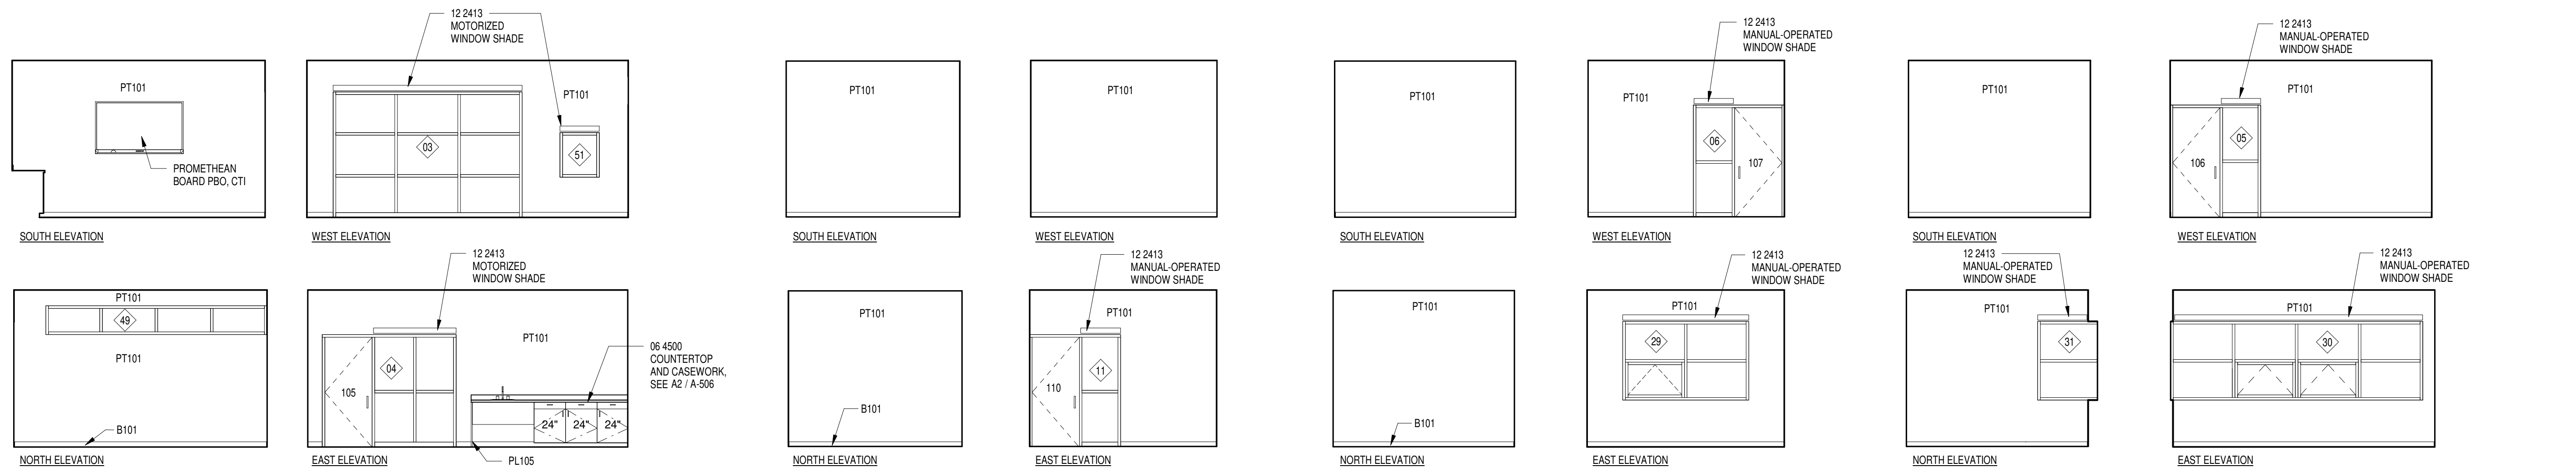 12 2413
MOTORIZED
WINDOW SHADE
PT101
PROMETHEAN
BOARD PBO, CTI
SOUTH ELEVATION
03
PT101
51
WEST ELEVATION
PT101
SOUTH ELEVATION
PT101
WEST ELEVATION
PT101
SOUTH ELEVATION
12 2413
MANUAL-OPERATED
WINDOW SHADE
PT101
06
107
WEST ELEVATION
PT101
SOUTH ELEVATION
12 2413
MANUAL-OPERATED
WINDOW SHADE
PT101
106
05
WEST ELEVATION
PT101
49
PT101
B101
NORTH ELEVATION
12 2413
MOTORIZED
WINDOW SHADE
PT101
04
105
24"
24"
24"
06 4500
COUNTERTOP
AND CASEWORK,
SEE A2 / A-506
PL105
EAST ELEVATION
PT101
B101
NORTH ELEVATION
12 2413
MANUAL-OPERATED
WINDOW SHADE
PT101
11
110
EAST ELEVATION
PT101
B101
NORTH ELEVATION
12 2413
MANUAL-OPERATED
WINDOW SHADE
PT101
29
EAST ELEVATION
12 2413
MANUAL-OPERATED
WINDOW SHADE
PT101
31
NORTH ELEVATION
12 2413
MANUAL-OPERATED
WINDOW SHADE
PT101
30
EAST ELEVATION